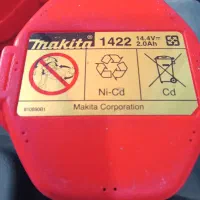 makita® 1422 14.4V⎓ 2.0Ah
Ni-Cd Cd
Makita Corporation